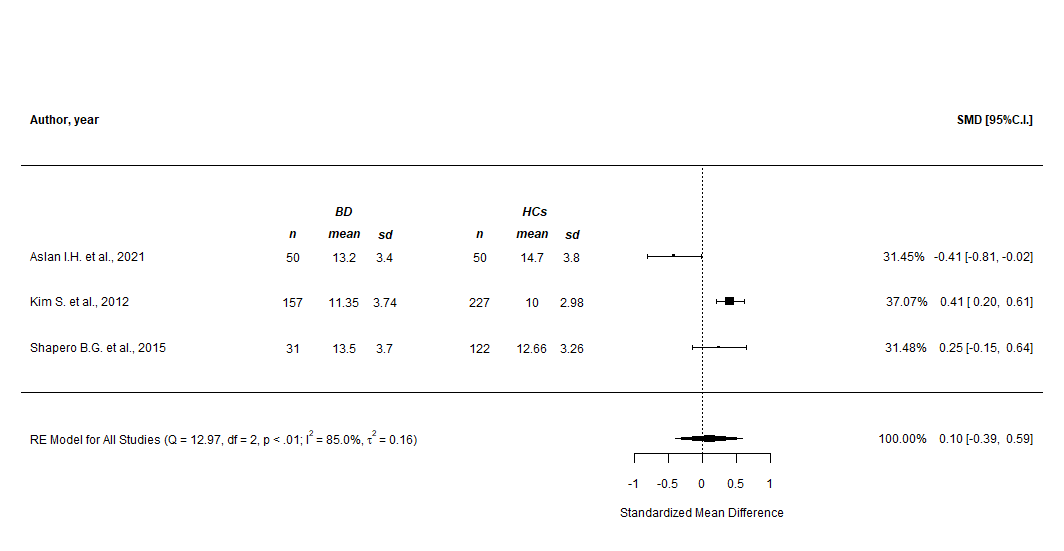 Author, year SMD [95%C.I.]
BD HCs
n mean sd n mean sd
Aslan I.H. et al., 2021 50 13.2 3.4 50 14.7 3.8 31.45% -0.41 [-0.81, -0.02]
Kim S. et al., 2012 157 11.35 3.74 227 10 2.98 37.07% 0.41 [ 0.20, 0.61]
Shapero B.G. et al., 2015 31 13.5 3.7 122 12.66 3.26 31.48% 0.25 [-0.15, 0.64]
RE Model for All Studies (Q = 12.97, df = 2, p < .01; I² = 85.0%, τ² = 0.16) 100.00% 0.10 [-0.39, 0.59]
-1 -0.5 0 0.5 1
Standardized Mean Difference